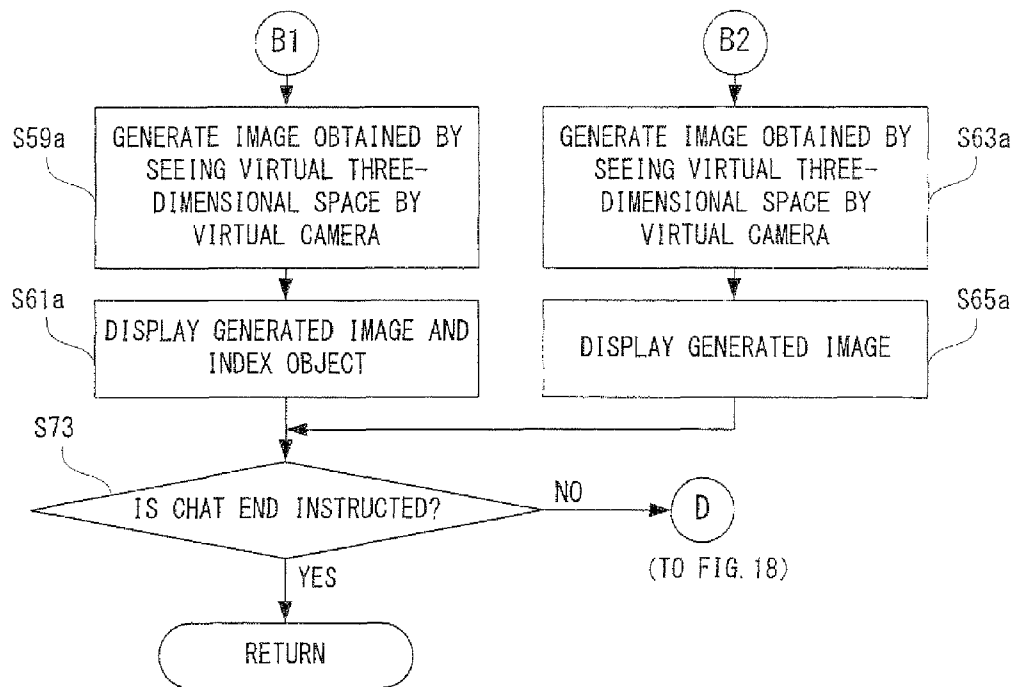 B1
B2
S59a
GENERATE IMAGE OBTAINED BY
SEEING VIRTUAL THREE-
DIMENSIONAL SPACE BY
VIRTUAL CAMERA
GENERATE IMAGE OBTAINED BY
SEEING VIRTUAL THREE-
DIMENSIONAL SPACE BY
VIRTUAL CAMERA
S63a
S61a
DISPLAY GENERATED IMAGE AND
INDEX OBJECT
DISPLAY GENERATED IMAGE
S65a
S73
IS CHAT END INSTRUCTED?
NO
D
(TO FIG. 18)
YES
RETURN